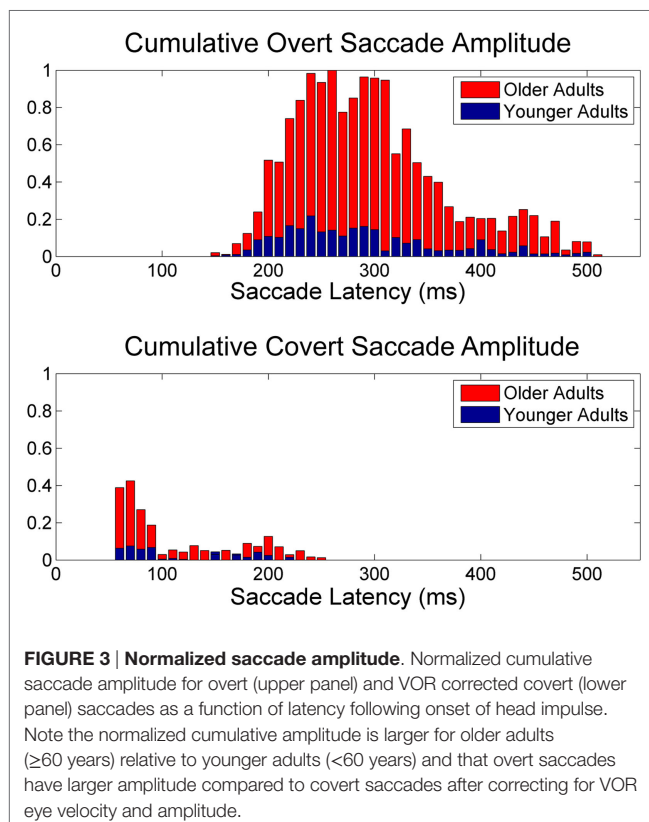 Cumulative Overt Saccade Amplitude
1
0.8
0.6
0.4
0.2
0
Older Adults
Younger Adults
0 100 200 300 400 500
Saccade Latency (ms)
Cumulative Covert Saccade Amplitude
1
0.8
0.6
0.4
0.2
0
Older Adults
Younger Adults
0 100 200 300 400 500
Saccade Latency (ms)
FIGURE 3 | Normalized saccade amplitude. Normalized cumulative
saccade amplitude for overt (upper panel) and VOR corrected covert (lower
panel) saccades as a function of latency following onset of head impulse.
Note the normalized cumulative amplitude is larger for older adults
(≥60 years) relative to younger adults (<60 years) and that overt saccades
have larger amplitude compared to covert saccades after correcting for VOR
eye velocity and amplitude.